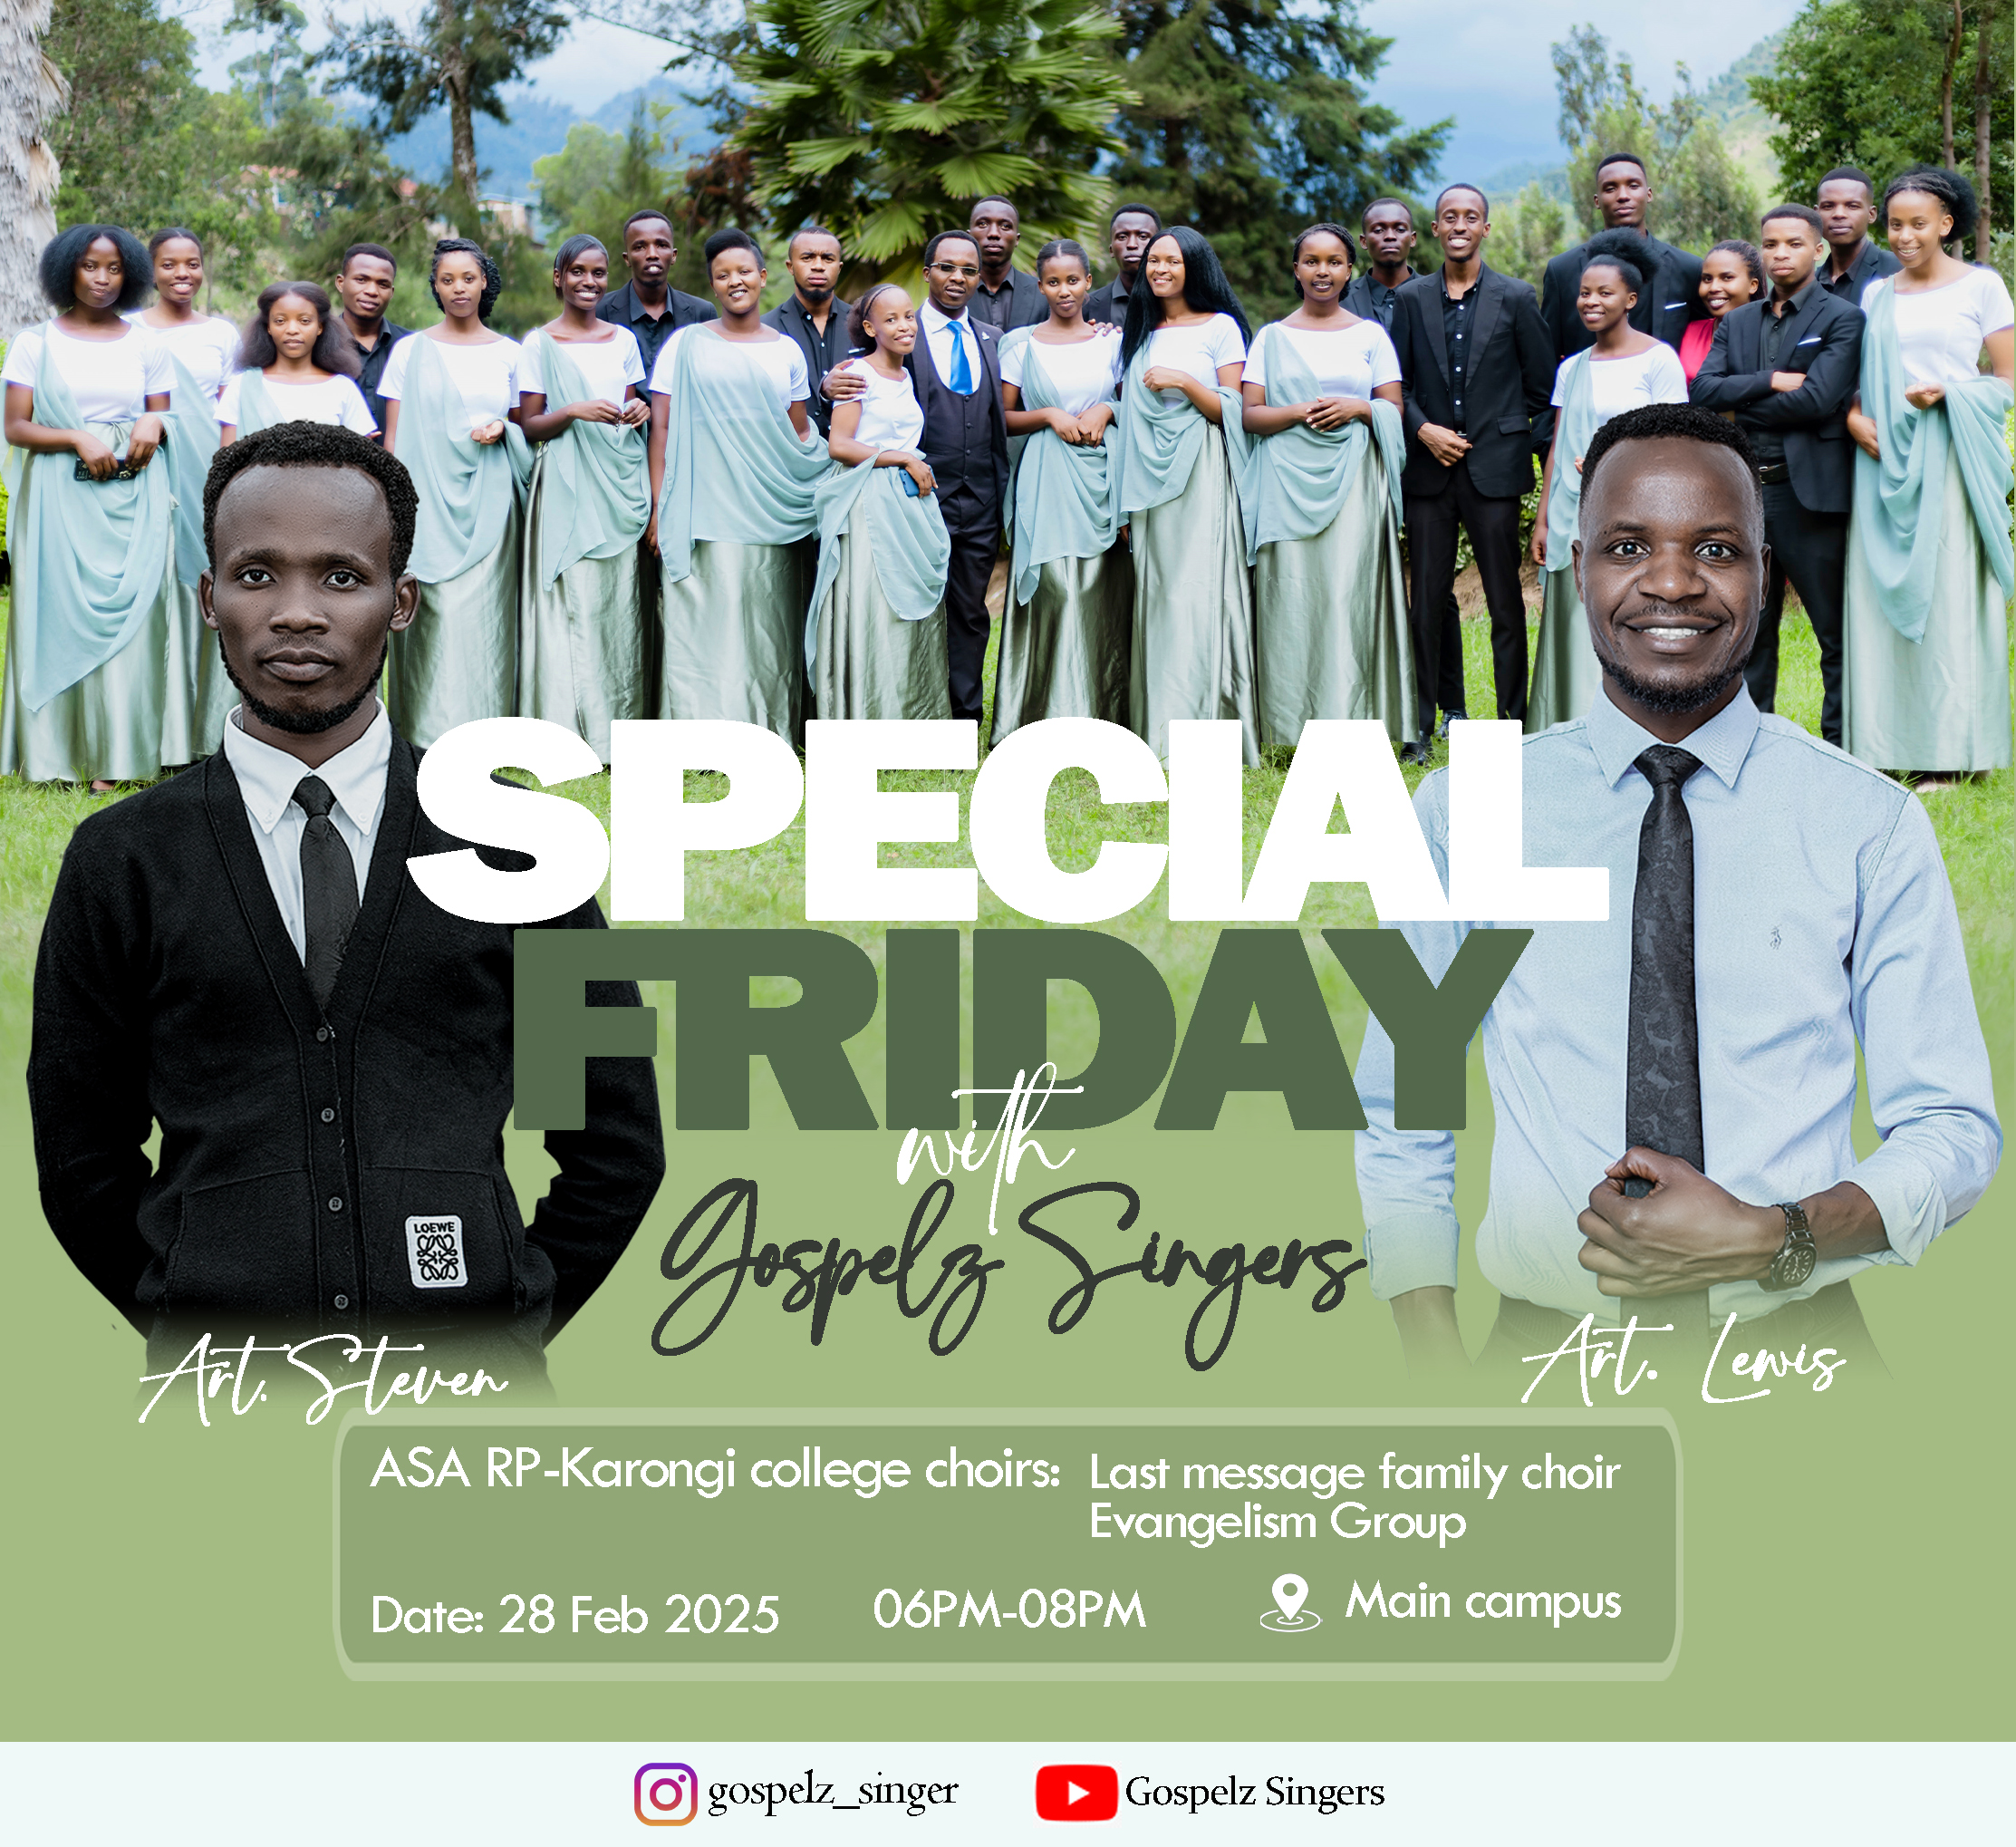 SPECIAL
FRIDAY
with
Gospelz Singers
LOEWE
Art. Steven
Art. Lewis
ASA RP-Karongi college choirs: Last message family choir
Evangelism Group
Date: 28 Feb 2025 06PM-08PM Main campus
gospelz_singer Gospelz Singers